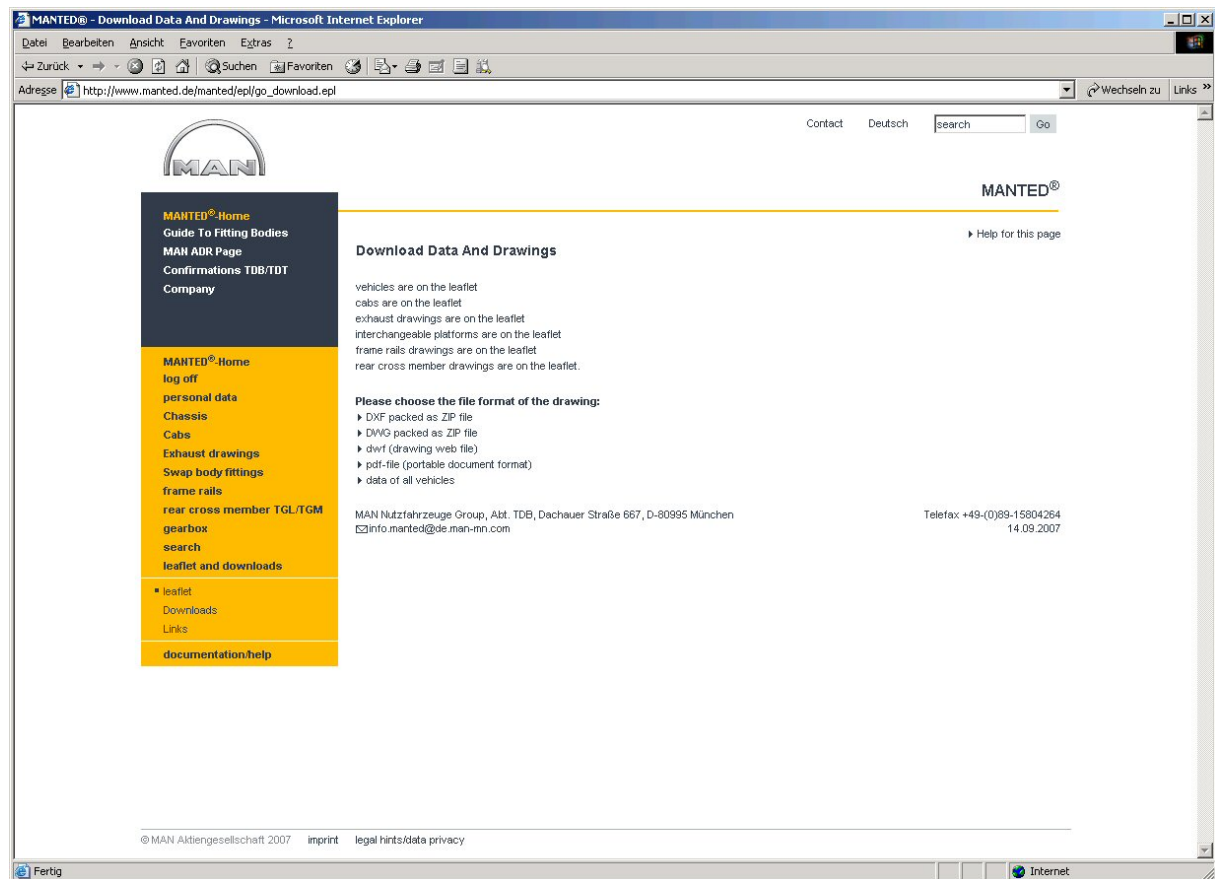 MANTED® - Download Data And Drawings - Microsoft Internet Explorer
Datei Bearbeiten Ansicht Favoriten Extras ?
Zurück Suchen Favoriten
Adresse http://www.manted.de/manted/epl/go_download.epl Wechseln zu Links »
Contact Deutsch search Go
MAN
MANTED®
MANTED®-Home
Guide To Fitting Bodies
MAN ADR Page
Confirmations TDB/TDT
Company
MANTED®-Home
log off
personal data
Chassis
Cabs
Exhaust drawings
Swap body fittings
frame rails
rear cross member TGL/TGM
gearbox
search
leaflet and downloads
leaflet
Downloads
Links
documentation/help
Help for this page
Download Data And Drawings
vehicles are on the leaflet
cabs are on the leaflet
exhaust drawings are on the leaflet
interchangeable platforms are on the leaflet
frame rails drawings are on the leaflet
rear cross member drawings are on the leaflet.
Please choose the file format of the drawing:
DXF packed as ZIP file
DWG packed as ZIP file
dwf (drawing web file)
pdf-file (portable document format)
data of all vehicles
MAN Nutzfahrzeuge Group, Abt. TDB, Dachauer Straße 667, D-80995 München Telefax +49-(0)89-15804264
info.manted@de.man-mn.com 14.09.2007
© MAN Aktiengesellschaft 2007 imprint legal hints/data privacy
Fertig Internet